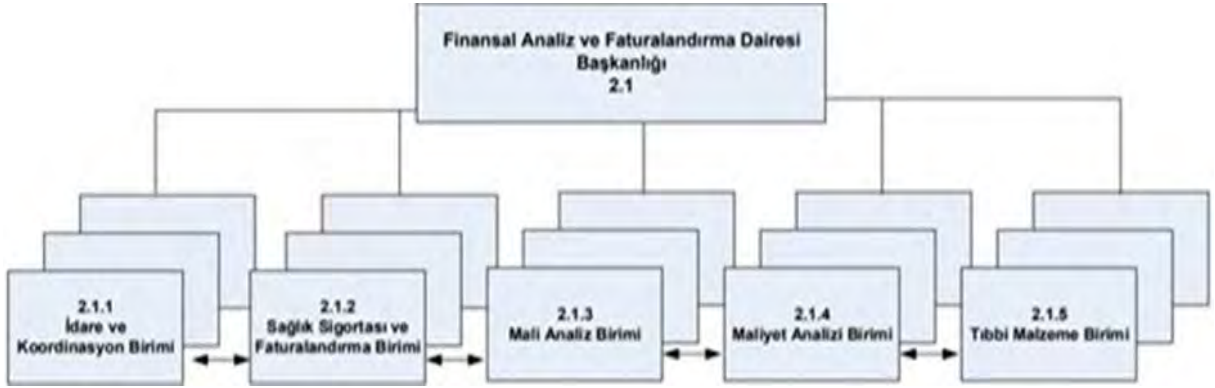 Finansal Analiz ve Faturalandırma Dairesi
Başkanlığı
2.1
2.1.1
İdare ve
Koordinasyon Birimi
2.1.2
Sağlık Sigortası ve
Faturalandırma Birimi
2.1.3
Mali Analiz Birimi
2.1.4
Maliyet Analizi Birimi
2.1.5
Tıbbi Malzeme Birimi